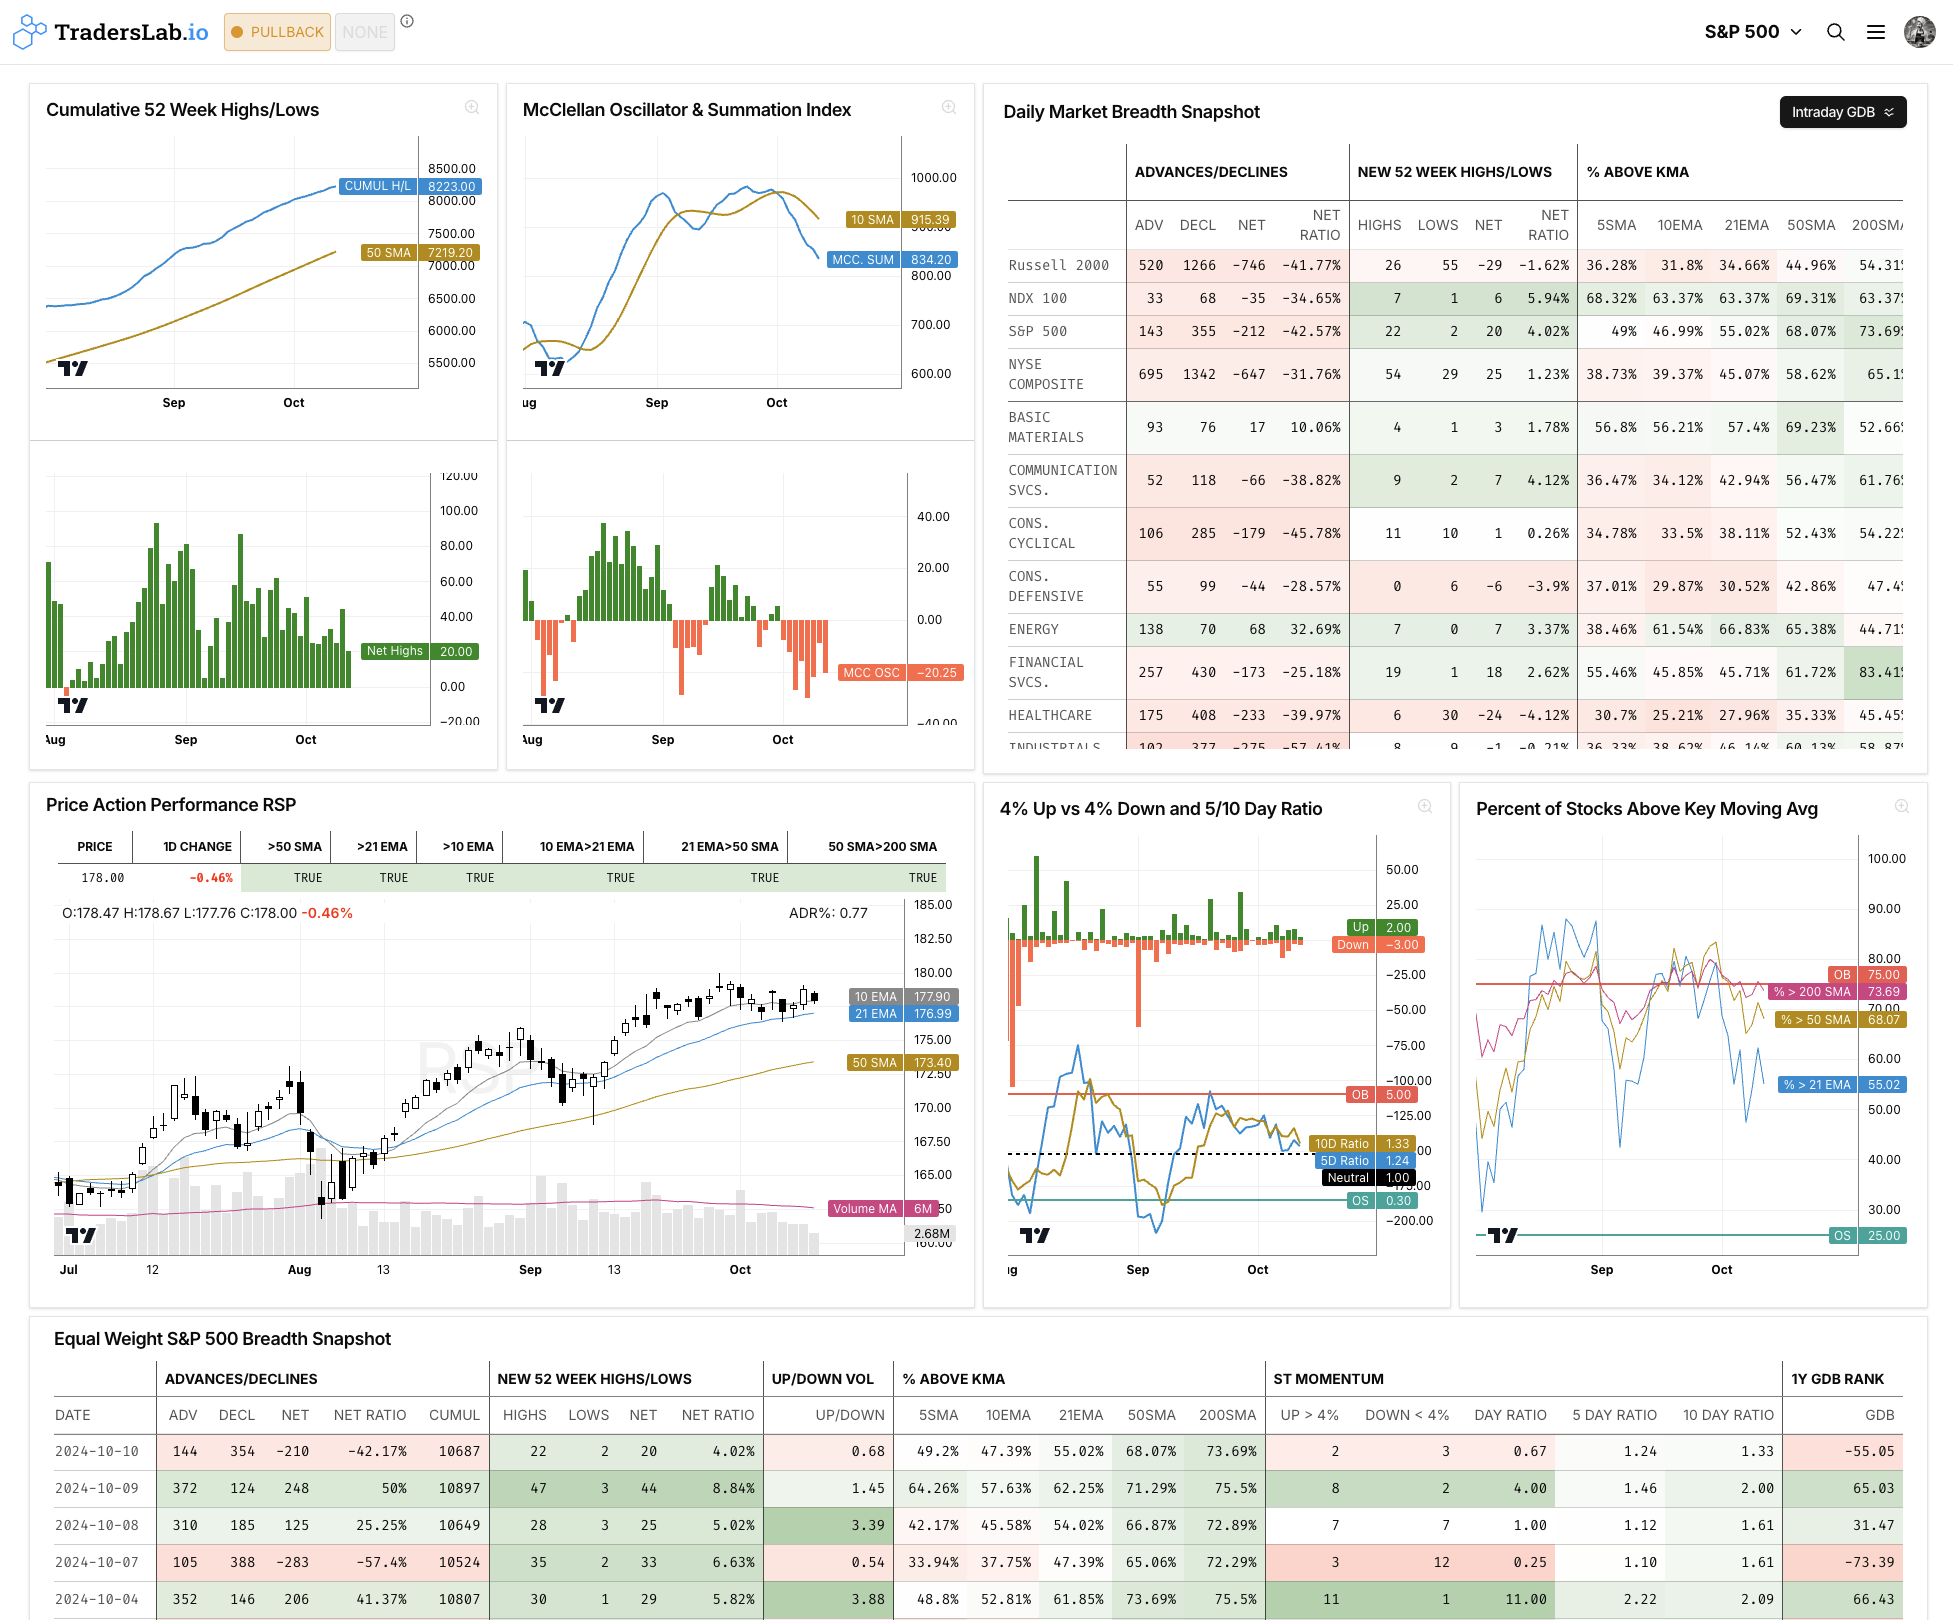 TradersLab.io
PULLBACK
NONE
S&P 500
Cumulative 52 Week Highs/Lows
8500.00
CUMUL H/L 8223.00
8000.00
7500.00
50 SMA 7219.20
7000.00
6500.00
6000.00
5500.00
Sep Oct
120.00
100.00
80.00
60.00
40.00
Net Highs 20.00
0.00
−20.00
Aug Sep Oct
McClellan Oscillator & Summation Index
1000.00
10 SMA 915.39
900.00
MCC. SUM 834.20
800.00
700.00
600.00
ug Sep Oct
40.00
20.00
0.00
MCC OSC −20.25
−40.00
Aug Sep Oct
Daily Market Breadth Snapshot
Intraday GDB
ADVANCES/DECLINES NEW 52 WEEK HIGHS/LOWS % ABOVE KMA
ADV DECL NET NET RATIO HIGHS LOWS NET NET RATIO 5SMA 10EMA 21EMA 50SMA 200SMA
Russell 2000 520 1266 -746 -41.77% 26 55 -29 -1.62% 36.28% 31.8% 34.66% 44.96% 54.31%
NDX 100 33 68 -35 -34.65% 7 1 6 5.94% 68.32% 63.37% 63.37% 69.31% 63.37%
S&P 500 143 355 -212 -42.57% 22 2 20 4.02% 49% 46.99% 55.02% 68.07% 73.69%
NYSE COMPOSITE 695 1342 -647 -31.76% 54 29 25 1.23% 38.73% 39.37% 45.07% 58.62% 65.1%
BASIC MATERIALS 93 76 17 10.06% 4 1 3 1.78% 56.8% 56.21% 57.4% 69.23% 52.66%
COMMUNICATION SVCS. 52 118 -66 -38.82% 9 2 7 4.12% 36.47% 34.12% 42.94% 56.47% 61.76%
CONS. CYCLICAL 106 285 -179 -45.78% 11 10 1 0.26% 34.78% 33.5% 38.11% 52.43% 54.22%
CONS. DEFENSIVE 55 99 -44 -28.57% 0 6 -6 -3.9% 37.01% 29.87% 30.52% 42.86% 47.4%
ENERGY 138 70 68 32.69% 7 0 7 3.37% 38.46% 61.54% 66.83% 65.38% 44.71%
FINANCIAL SVCS. 257 430 -173 -25.18% 19 1 18 2.62% 55.46% 45.85% 45.71% 61.72% 83.41%
HEALTHCARE 175 408 -233 -39.97% 6 30 -24 -4.12% 30.7% 25.21% 27.96% 35.33% 45.45%
INDUSTRIALS 102 377 -275 -57.41% 8 9 -1 -0.21% 36.33% 38.62% 46.14% 60.13% 58.87%
Price Action Performance RSP
PRICE 1D CHANGE >50 SMA >21 EMA >10 EMA 10 EMA>21 EMA 21 EMA>50 SMA 50 SMA>200 SMA
178.00 -0.46% TRUE TRUE TRUE TRUE TRUE TRUE
O:178.47 H:178.67 L:177.76 C:178.00 -0.46% ADR%: 0.77
RSP
185.00
182.50
180.00
10 EMA 177.90
21 EMA 176.99
175.00
50 SMA 173.40
172.50
170.00
167.50
165.00
Volume MA 6M
2.68M
160.00
Jul 12 Aug 13 Sep 13 Oct
4% Up vs 4% Down and 5/10 Day Ratio
50.00
25.00
Up 2.00
Down −3.00
−25.00
−50.00
−75.00
−100.00
OB 5.00
−125.00
10D Ratio 1.33
5D Ratio 1.24
Neutral 1.00
OS 0.30
−200.00
ug Sep Oct
Percent of Stocks Above Key Moving Avg
100.00
90.00
80.00
OB 75.00
% > 200 SMA 73.69
70.00
% > 50 SMA 68.07
60.00
% > 21 EMA 55.02
50.00
40.00
30.00
OS 25.00
Sep Oct
Equal Weight S&P 500 Breadth Snapshot
ADVANCES/DECLINES NEW 52 WEEK HIGHS/LOWS UP/DOWN VOL % ABOVE KMA ST MOMENTUM 1Y GDB RANK
DATE ADV DECL NET NET RATIO CUMUL HIGHS LOWS NET NET RATIO UP/DOWN 5SMA 10EMA 21EMA 50SMA 200SMA UP > 4% DOWN < 4% DAY RATIO 5 DAY RATIO 10 DAY RATIO GDB
2024-10-10 144 354 -210 -42.17% 10687 22 2 20 4.02% 0.68 49.2% 47.39% 55.02% 68.07% 73.69% 2 3 0.67 1.24 1.33 -55.05
2024-10-09 372 124 248 50% 10897 47 3 44 8.84% 1.45 64.26% 57.63% 62.25% 71.29% 75.5% 8 2 4.00 1.46 2.00 65.03
2024-10-08 310 185 125 25.25% 10649 28 3 25 5.02% 3.39 42.17% 45.58% 54.02% 66.87% 72.89% 7 7 1.00 1.12 1.61 31.47
2024-10-07 105 388 -283 -57.4% 10524 35 2 33 6.63% 0.54 33.94% 37.75% 47.39% 65.06% 72.29% 3 12 0.25 1.10 1.61 -73.39
2024-10-04 352 146 206 41.37% 10807 30 1 29 5.82% 3.88 48.8% 52.81% 61.85% 73.69% 75.5% 11 1 11.00 2.22 2.09 66.43